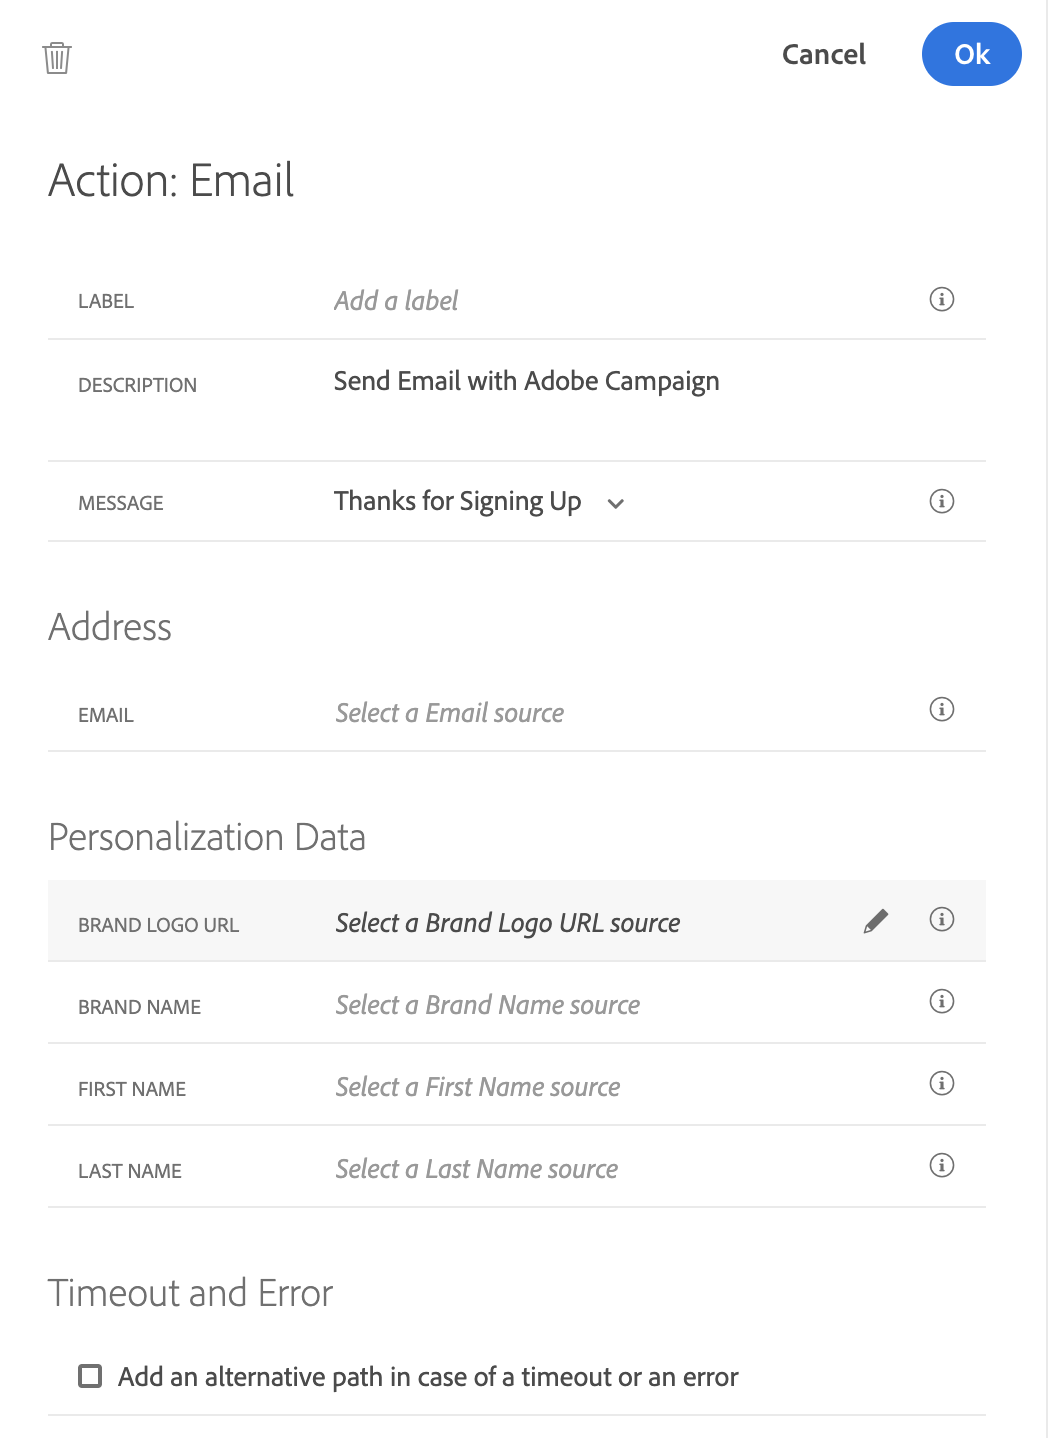 Cancel
Ok
Action: Email
LABEL
Add a label
DESCRIPTION
Send Email with Adobe Campaign
MESSAGE
Thanks for Signing Up
Address
EMAIL
Select a Email source
Personalization Data
BRAND LOGO URL
Select a Brand Logo URL source
BRAND NAME
Select a Brand Name source
FIRST NAME
Select a First Name source
LAST NAME
Select a Last Name source
Timeout and Error
Add an alternative path in case of a timeout or an error